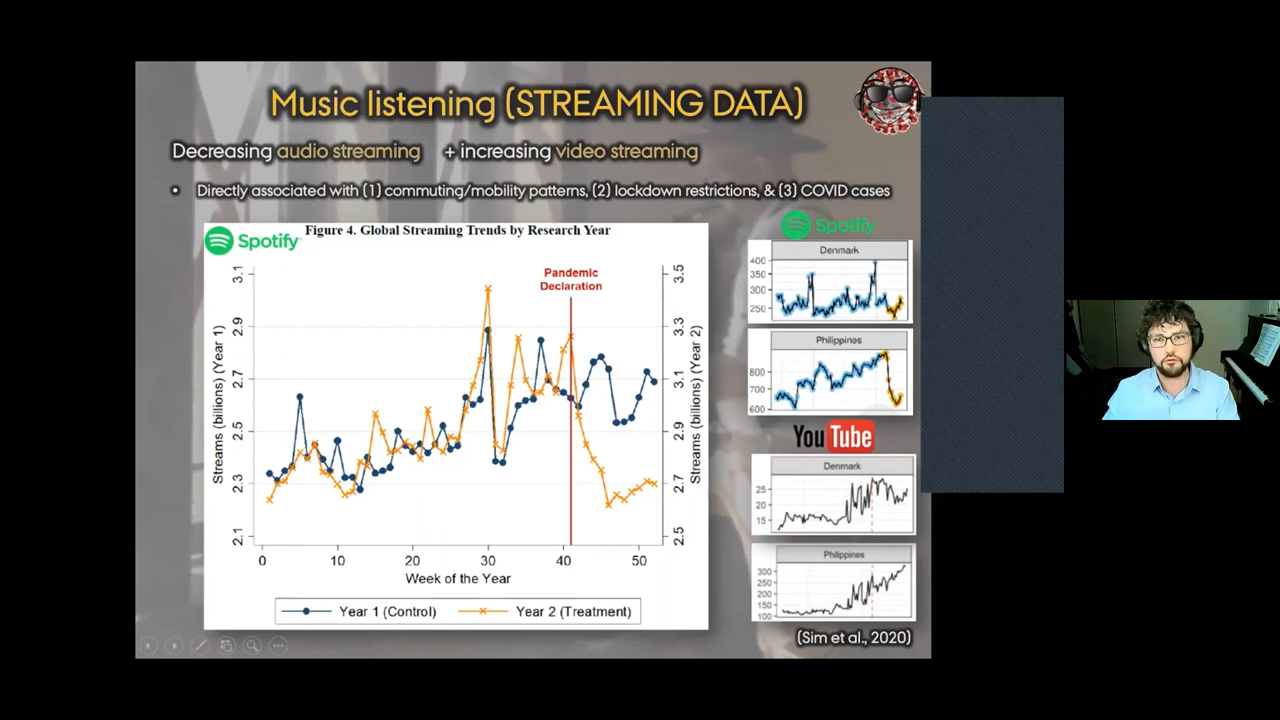 Music listening (STREAMING DATA)
Decreasing audio streaming + increasing video streaming
• Directly associated with (1) commuting/mobility patterns, (2) lockdown restrictions, & (3) COVID cases
Spotify
Figure 4. Global Streaming Trends by Research Year
Pandemic
Declaration
Streams (billions) (Year 1)
3.1
2.9
2.7
2.5
2.3
2.1
Streams (billions) (Year 2)
3.5
3.3
3.1
2.9
2.7
2.5
0 10 20 30 40 50
Week of the Year
Year 1 (Control) Year 2 (Treatment)
Spotify
Denmark
400
350
300
250
Philippines
800
700
600
YouTube
Denmark
25
20
15
Philippines
300
250
200
150
100
(Sim et al., 2020)